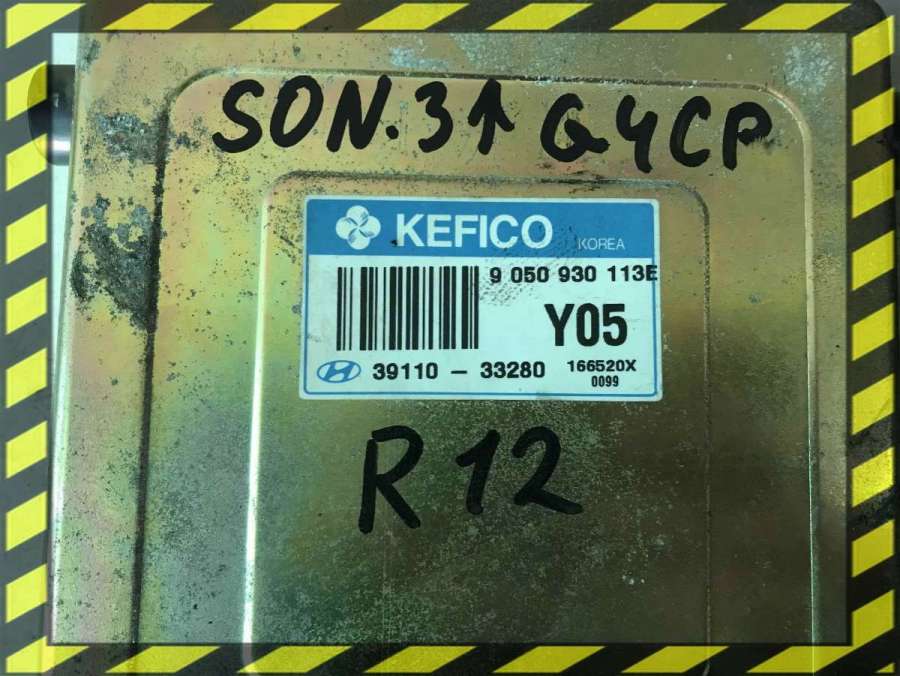 SON.3↑ G4CP
KEFICO KOREA
9 050 930 113E
Y05
39110 - 33280 166520X
0099
R12